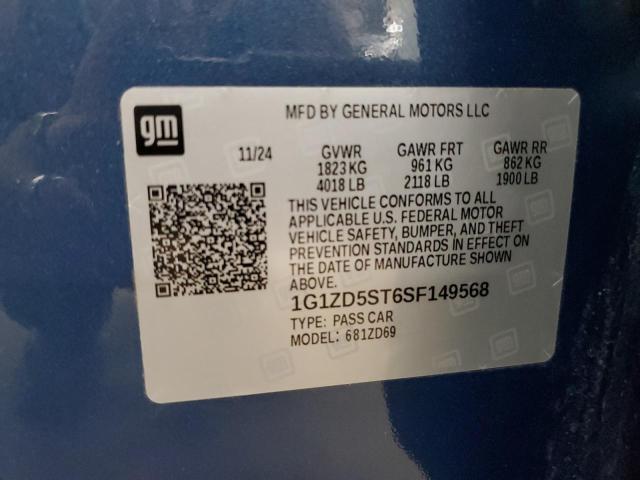 MFD BY GENERAL MOTORS LLC
gm
11/24 GVWR GAWR FRT GAWR RR
1823 KG 961 KG 862 KG
4018 LB 2118 LB 1900 LB
THIS VEHICLE CONFORMS TO ALL
APPLICABLE U.S. FEDERAL MOTOR
VEHICLE SAFETY, BUMPER, AND THEFT
PREVENTION STANDARDS IN EFFECT ON
THE DATE OF MANUFACTURE SHOWN
ABOVE.
1G1ZD5ST6SF149568
TYPE: PASS CAR
MODEL: 681ZD69